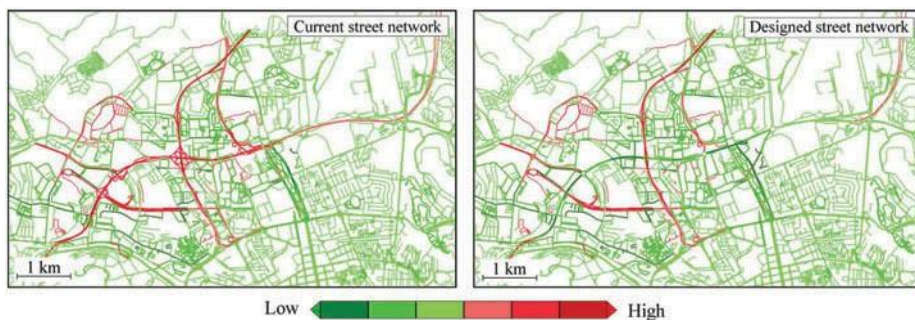 Current street network
Designed street network
1 km
1 km
Low
High